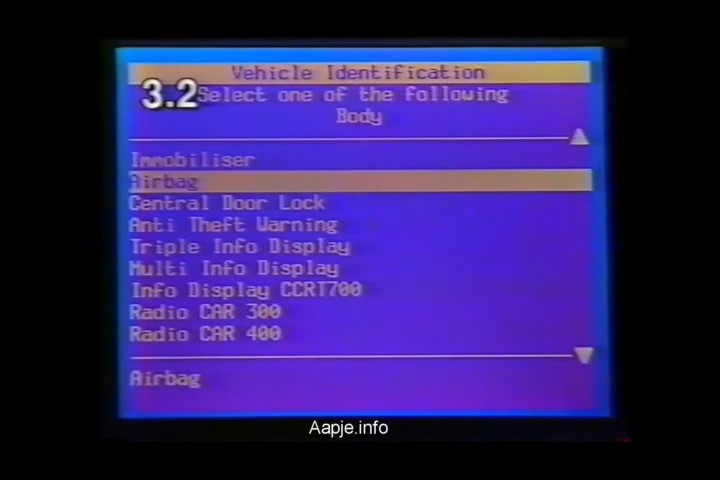 Vehicle Identification
3.2 Select one of the following
Body
Immobiliser
Airbag
Central Door Lock
Anti Theft Warning
Triple Info Display
Multi Info Display
Info Display CCRT700
Radio CAR 300
Radio CAR 400
Airbag
Aapje.info